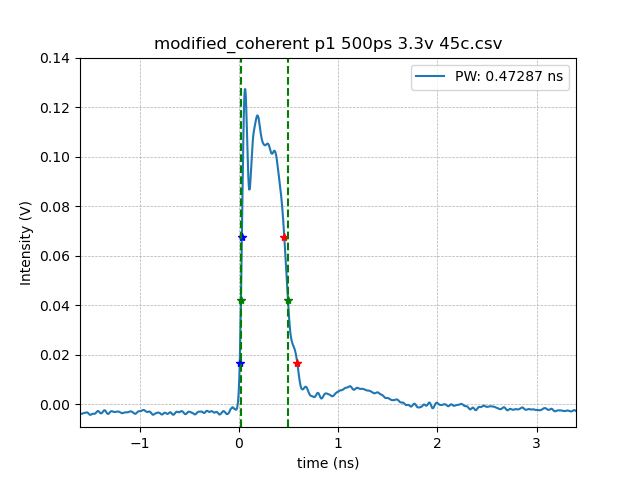 modified_coherent p1 500ps 3.3v 45c.csv
PW: 0.47287 ns
Intensity (V)
0.14
0.12
0.10
0.08
0.06
0.04
0.02
0.00
−1 0 1 2 3
time (ns)